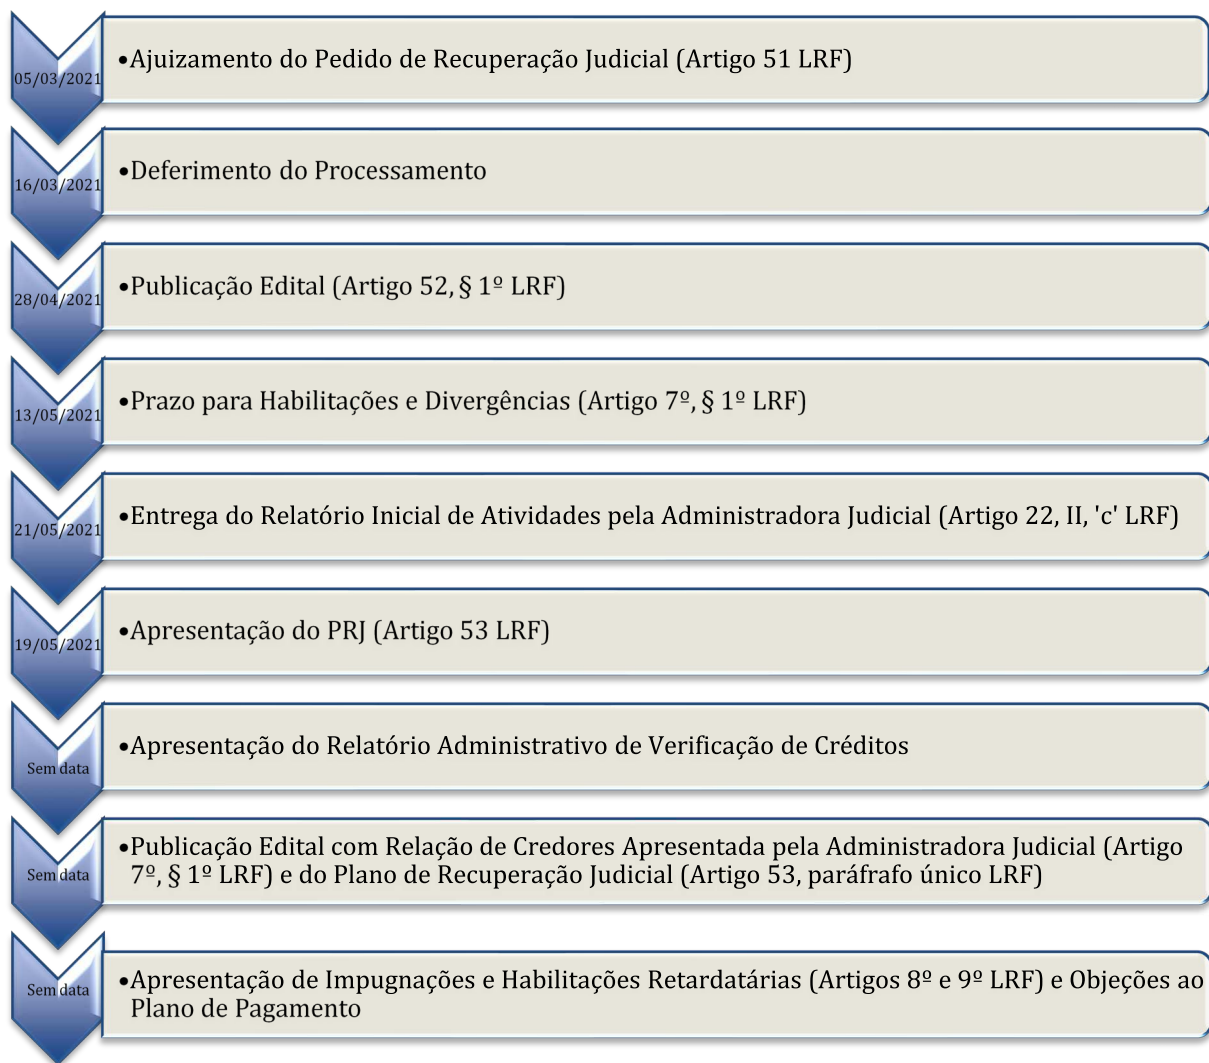 05/03/2021
•Ajuizamento do Pedido de Recuperação Judicial (Artigo 51 LRF)
16/03/2021
•Deferimento do Processamento
28/04/2021
•Publicação Edital (Artigo 52, § 1º LRF)
13/05/2021
•Prazo para Habilitações e Divergências (Artigo 7º, § 1º LRF)
21/05/2021
•Entrega do Relatório Inicial de Atividades pela Administradora Judicial (Artigo 22, II, 'c' LRF)
19/05/2021
•Apresentação do PRJ (Artigo 53 LRF)
Sem data
•Apresentação do Relatório Administrativo de Verificação de Créditos
Sem data
•Publicação Edital com Relação de Credores Apresentada pela Administradora Judicial (Artigo
7º, § 1º LRF) e do Plano de Recuperação Judicial (Artigo 53, paráfrafo único LRF)
Sem data
•Apresentação de Impugnações e Habilitações Retardatárias (Artigos 8º e 9º LRF) e Objeções ao
Plano de Pagamento